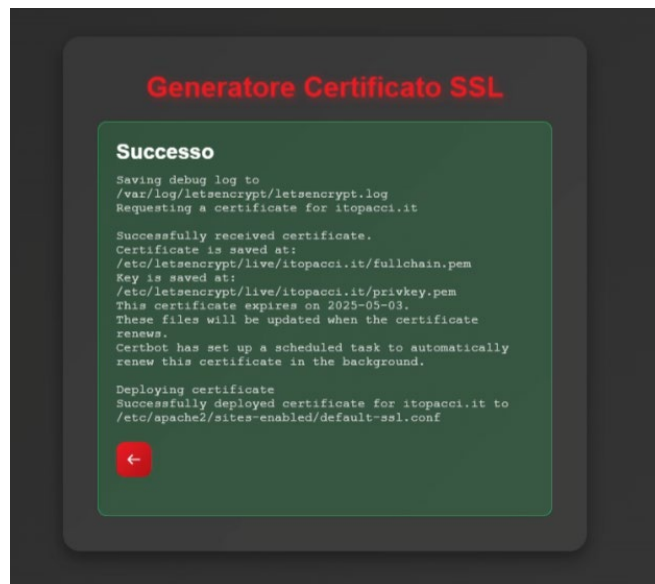 Generatore Certificato SSL
Successo
Saving debug log to
/var/log/letsencrypt/letsencrypt.log
Requesting a certificate for itopacci.it
Successfully received certificate.
Certificate is saved at:
/etc/letsencrypt/live/itopacci.it/fullchain.pem
Key is saved at:
/etc/letsencrypt/live/itopacci.it/privkey.pem
This certificate expires on 2025-05-03.
These files will be updated when the certificate
renews.
Certbot has set up a scheduled task to automatically
renew this certificate in the background.
Deploying certificate
Successfully deployed certificate for itopacci.it to
/etc/apache2/sites-enabled/default-ssl.conf